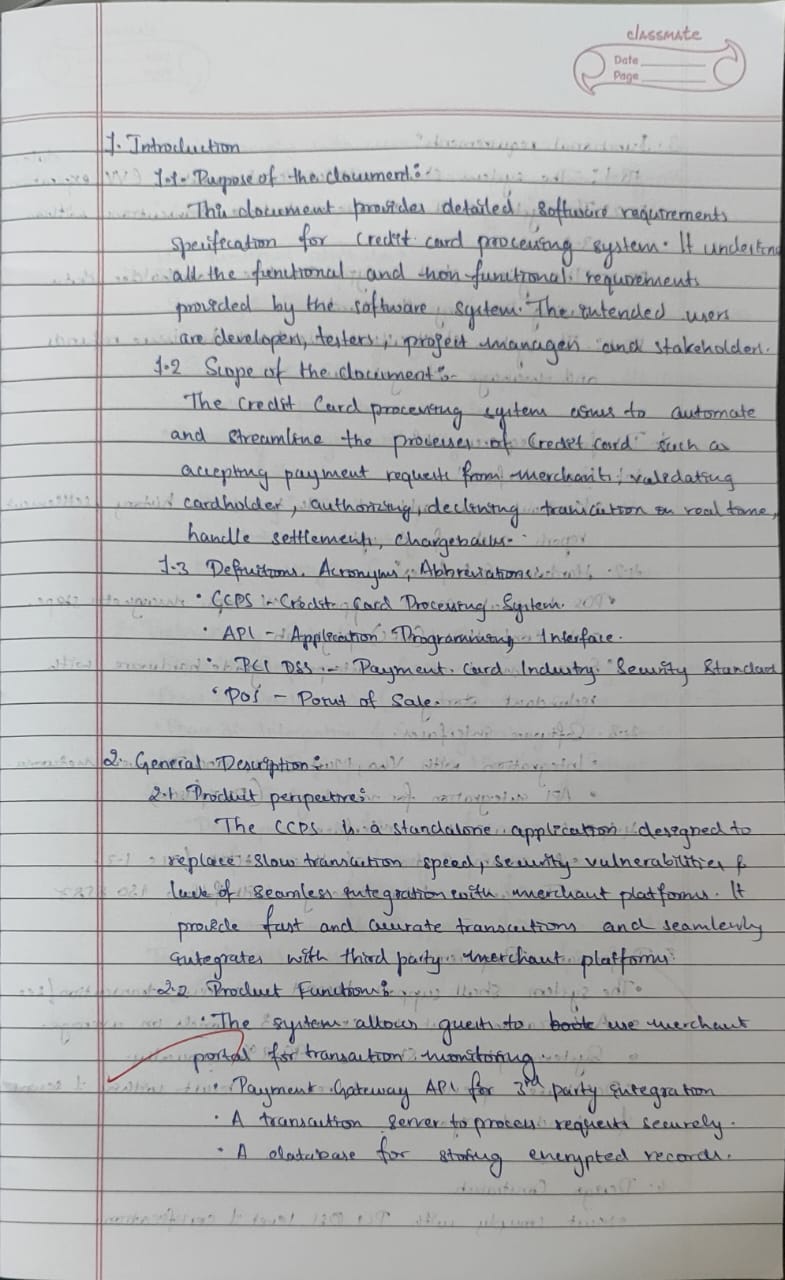 classmate
Date
Page
1. Introduction
1.1. Purpose of the document:-
This document provides detailed software requirements
specification for credit card processing system. It underlines
all the functional and non-functional requirements
provided by the software system. The intended users
are developers, testers, project managers and stakeholders.
1.2 Scope of the document:-
The Credit Card processing system aims to automate
and streamline the processes of Credit card such as
accepting payment requests from merchants, validating
cardholder, authorizing, declining transaction in real time,
handle settlements, chargebacks.
1.3 Definitions, Acronyms, Abbreviations:-
• CCPS :- Credit Card Processing System.
• API - Application Programming Interface.
• PCI DSS :- Payment Card Industry Security Standard
• POS - Point of Sale.
2. General Description:-
2.1 Product perspective:
The CCPS is a standalone application designed to
replace slow transaction speed, security vulnerabilities &
lack of seamless integration with merchant platforms. It
provide fast and accurate transactions and seamlessly
integrates with third party merchant platforms
2.2 Product Functions:
• The system allows guests to use merchant
portal for transaction monitoring
• Payment Gateway API for 3rd party integration
• A transaction server to process requests securely.
• A database for storing encrypted records.